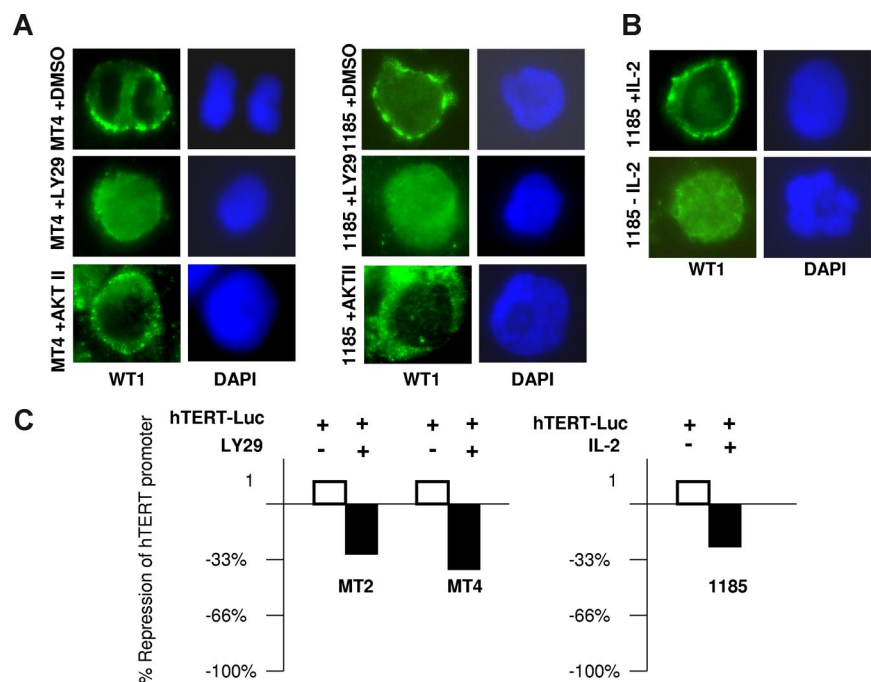 A
B
MT4 +DMSO
1185 +DMSO
1185 +IL-2
MT4 +LY29
1185 +LY29
1185 - IL-2
WT1 DAPI
MT4 +AKT II
1185 +AKTII
WT1 DAPI WT1 DAPI
C
hTERT-Luc + + + +
LY29 - + - +
hTERT-Luc + +
IL-2 - +
% Repression of hTERT promoter
1
-33%
-66%
-100%
MT2 MT4
1
-33%
-66%
-100%
1185